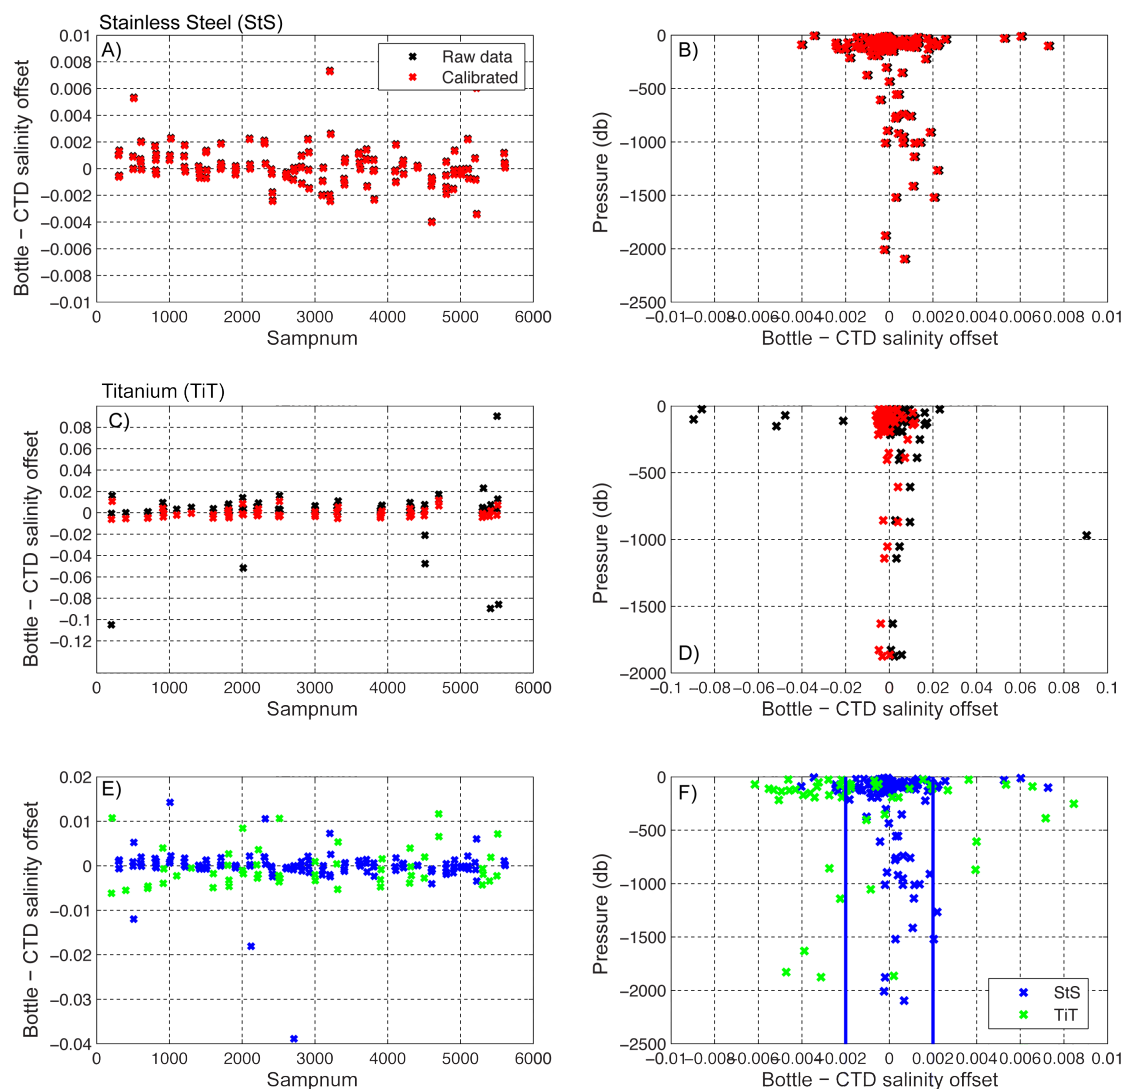 Stainless Steel (StS)
A)
Raw data
Calibrated
0.01
0.008
0.006
0.004
0.002
0
−0.002
−0.004
−0.006
−0.008
−0.01
Bottle − CTD salinity offset
0 1000 2000 3000 4000 5000 6000
Sampnum
B)
0
−500
−1000
−1500
−2000
−2500
Pressure (db)
−0.01 −0.008 −0.006 −0.004 −0.002 0 0.002 0.004 0.006 0.008 0.01
Bottle − CTD salinity offset
Titanium (TiT)
C)
0.08
0.06
0.04
0.02
0
−0.02
−0.04
−0.06
−0.08
−0.1
−0.12
Bottle − CTD salinity offset
0 1000 2000 3000 4000 5000 6000
Sampnum
D)
0
−500
−1000
−1500
−2000
Pressure (db)
−0.1 −0.08 −0.06 −0.04 −0.02 0 0.02 0.04 0.06 0.08 0.1
Bottle − CTD salinity offset
E)
0.02
0.01
0
−0.01
−0.02
−0.03
−0.04
Bottle − CTD salinity offset
0 1000 2000 3000 4000 5000 6000
Sampnum
F)
0
−500
−1000
−1500
−2000
−2500
Pressure (db)
StS
TiT
−0.01 −0.008 −0.006 −0.004 −0.002 0 0.002 0.004 0.006 0.008 0.01
Bottle − CTD salinity offset